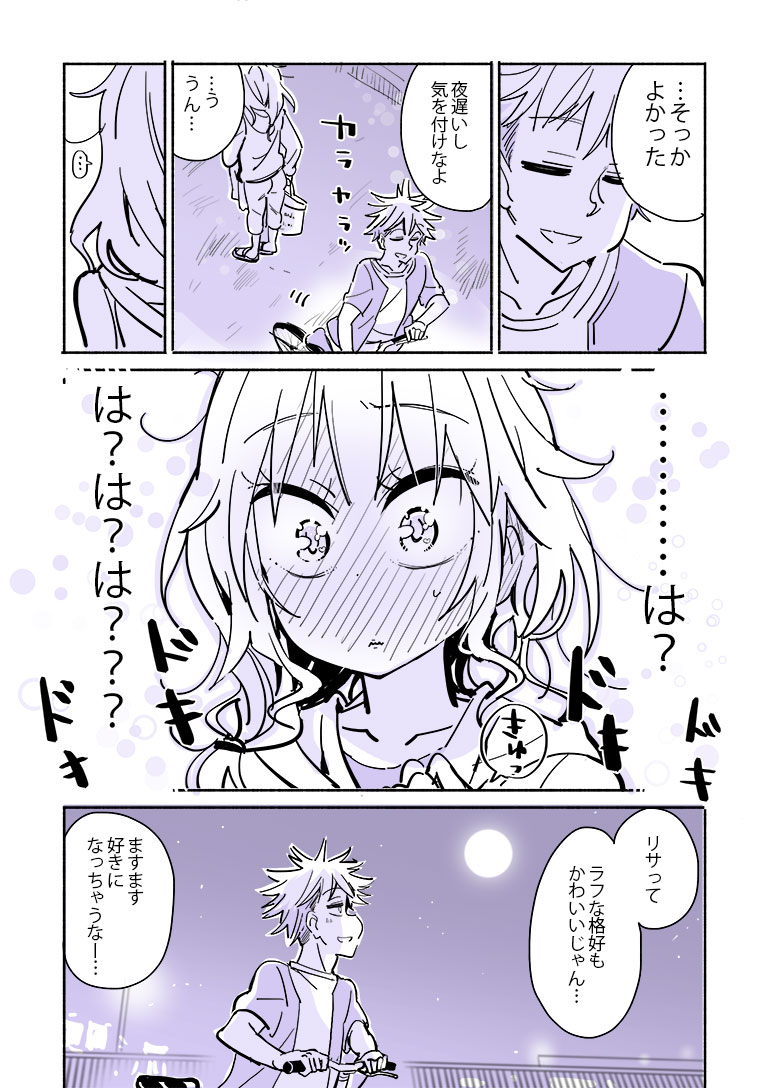 …そっか
よかった
夜遅いし
気を付けなよ
カラカラッ
…う
うん…
…
…………は？
は？は？は？？？
ドキ
ドキ
ドキ
ドキ
きゅっ
リサって
ラフな格好も
かわいいじゃん…
ますます
好きに
なっちゃうなー…